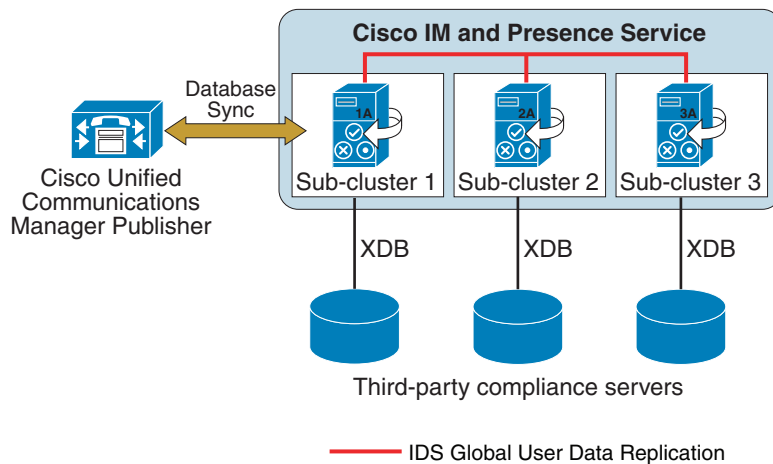 Cisco IM and Presence Service
Database
Sync
1A
2A
3A
Cisco Unified
Communications
Manager Publisher
Sub-cluster 1
Sub-cluster 2
Sub-cluster 3
XDB
XDB
XDB
Third-party compliance servers
IDS Global User Data Replication